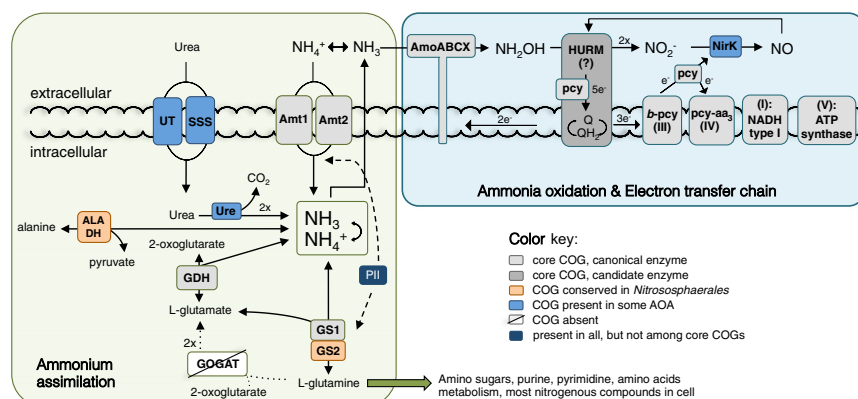 Urea
NH₄⁺ NH₃ AmoABCX NH₂OH HURM (?) 2x NO₂⁻ NirK NO
pcy 5e⁻
e⁻ pcy e⁻
extracellular
intracellular
UT SSS
Amt1 Amt2
2e⁻
Q
QH₂
3e⁻
b-pcy
(III)
pcy-aa₃
(IV)
(I):
NADH
type I
(V):
ATP
synthase
Ammonia oxidation & Electron transfer chain
CO₂
Urea Ure 2x
NH₃
NH₄⁺
alanine
ALA
DH
pyruvate
2-oxoglutarate
GDH
L-glutamate
PII
GS1
GS2
2x
GOGAT
2-oxoglutarate
L-glutamine
Ammonium
assimilation
Amino sugars, purine, pyrimidine, amino acids
metabolism, most nitrogenous compounds in cell
Color key:
core COG, canonical enzyme
core COG, candidate enzyme
COG conserved in Nitrososphaerales
COG present in some AOA
COG absent
present in all, but not among core COGs